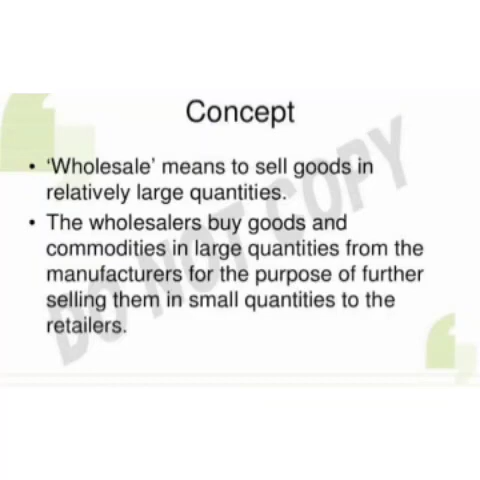 Concept
• 'Wholesale' means to sell goods in
relatively large quantities.
• The wholesalers buy goods and
commodities in large quantities from the
manufacturers for the purpose of further
selling them in small quantities to the
retailers.
DO NOT COPY